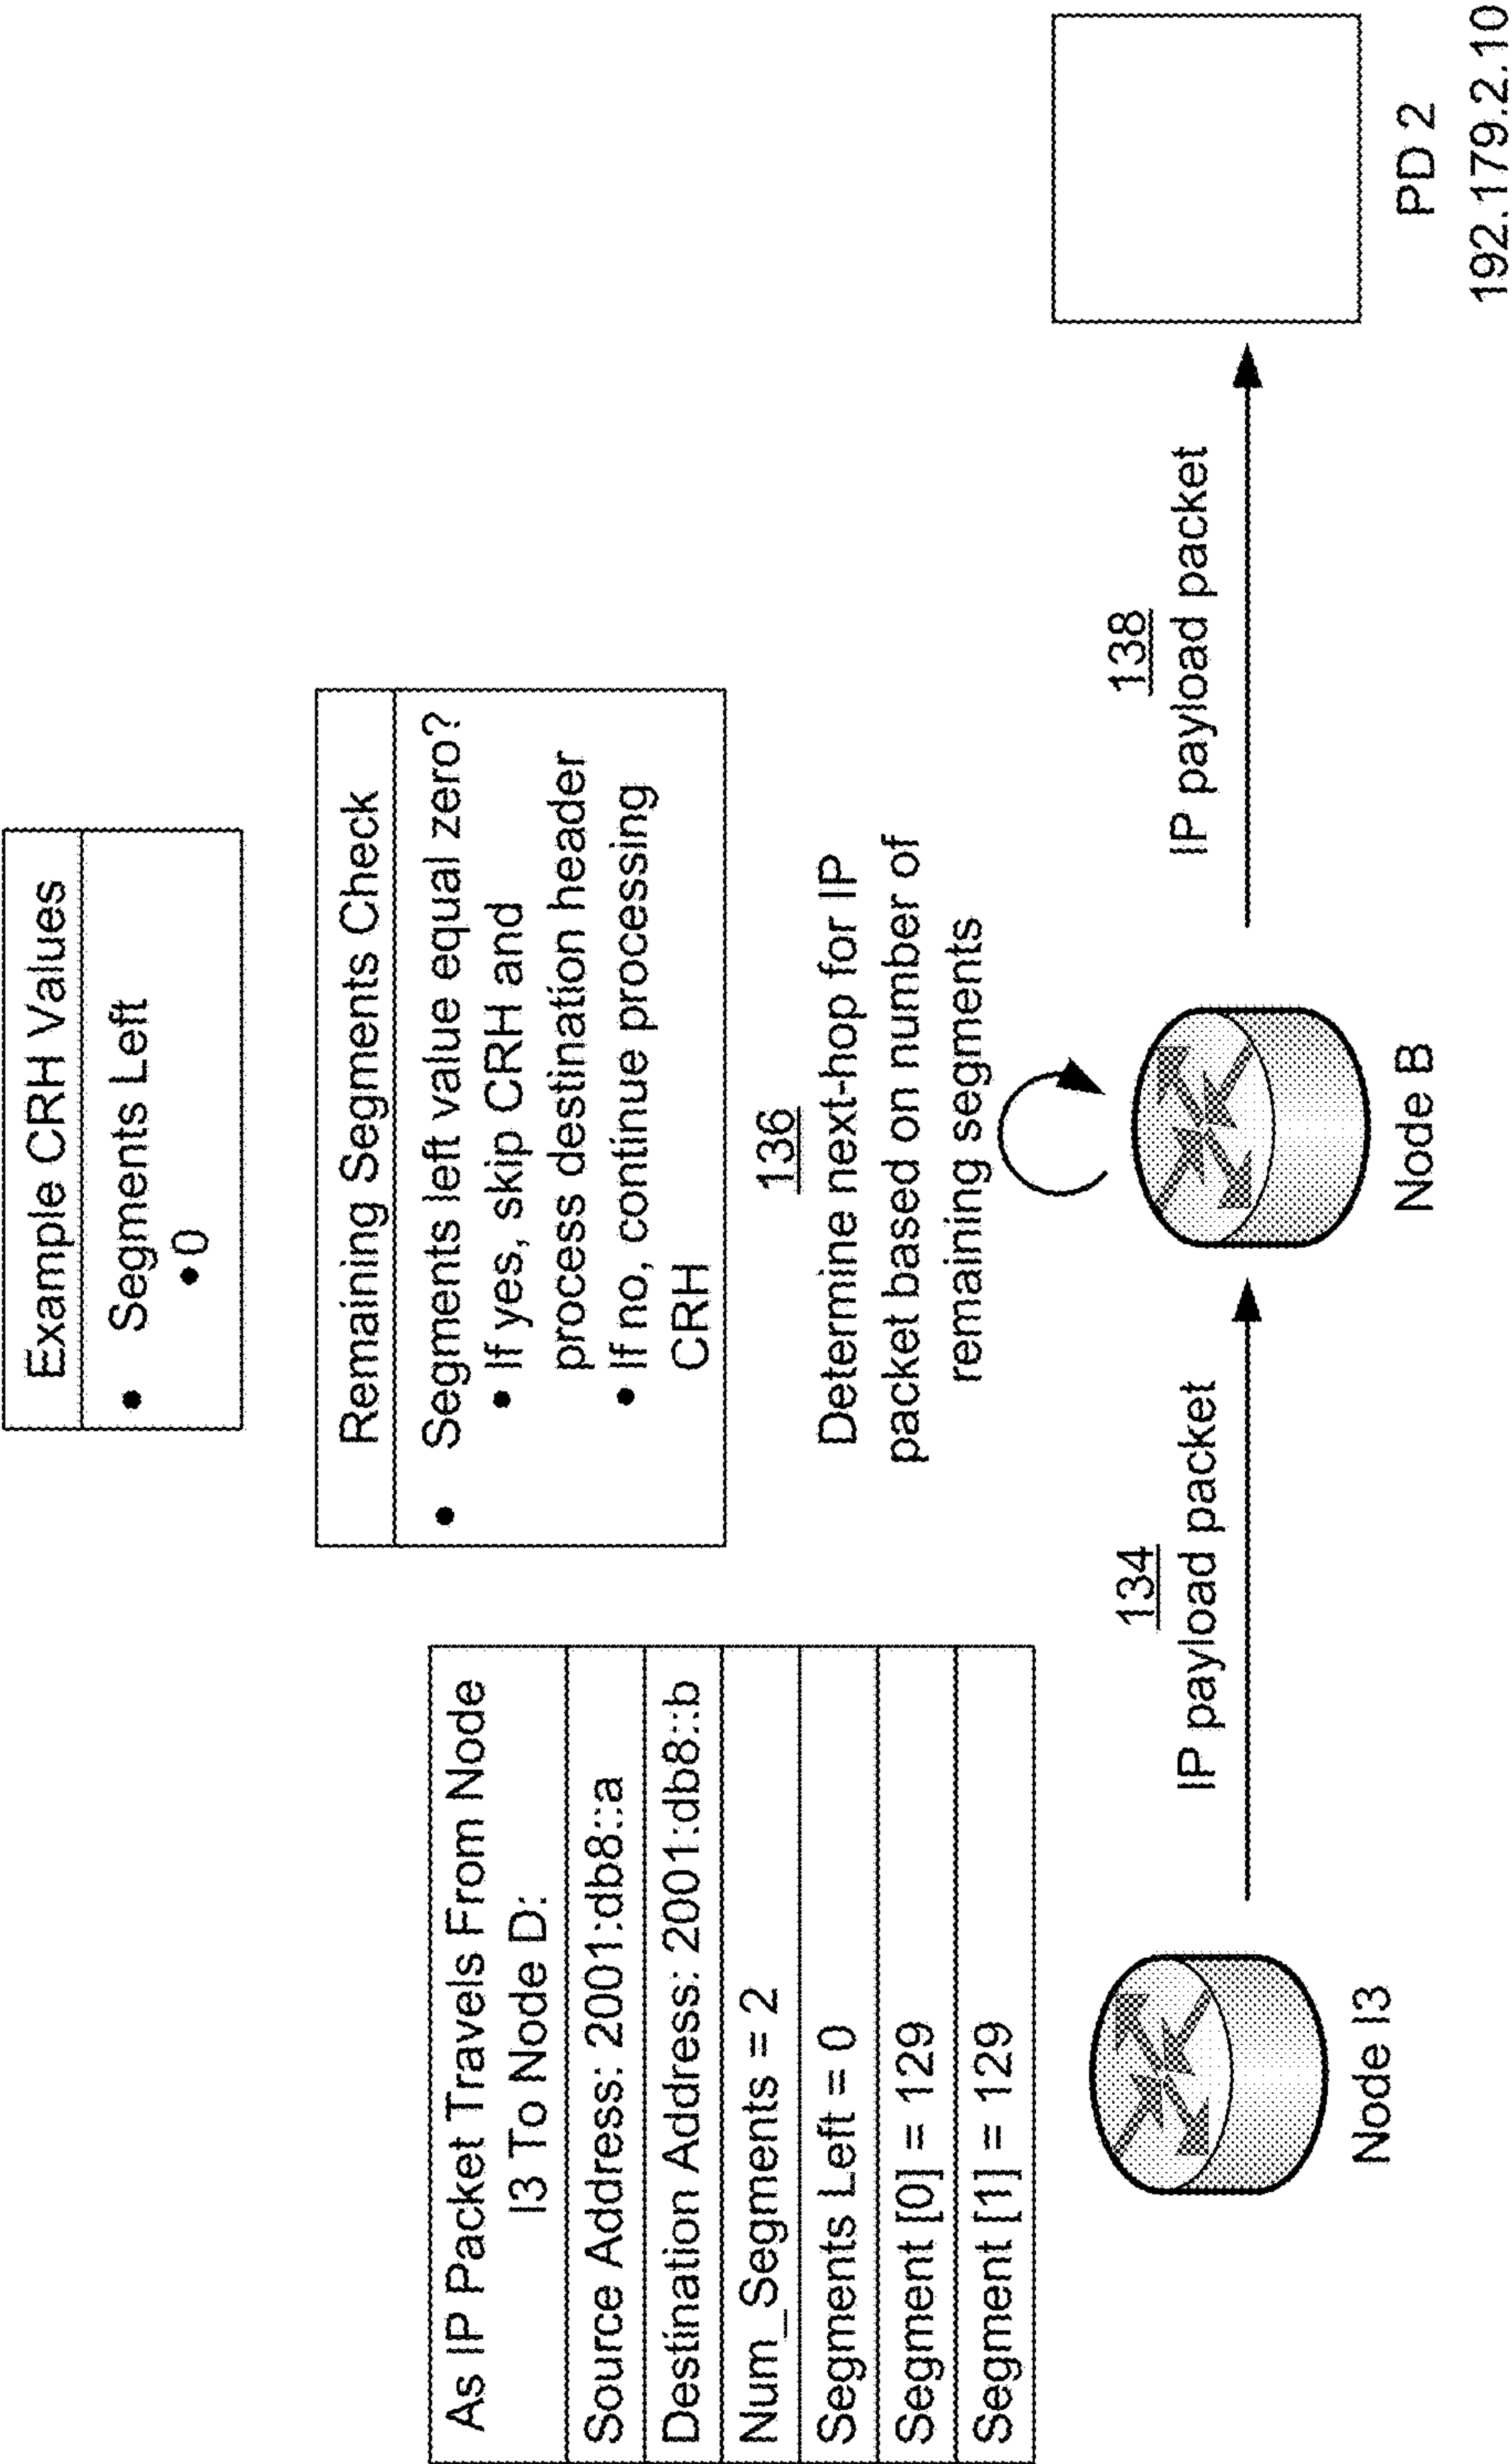 Example CRH Values
• Segments Left
• 0
Remaining Segments Check
• Segments left value equal zero?
• If yes, skip CRH and
process destination header
• If no, continue processing
CRH
As IP Packet Travels From Node
I3 To Node D:
Source Address: 2001:db8::a
Destination Address: 2001:db8::b
Num_Segments = 2
Segments Left = 0
Segment [0] = 129
Segment [1] = 129
136
Determine next-hop for IP
packet based on number of
remaining segments
134
IP payload packet
138
IP payload packet
Node I3
Node B
PD 2
192.179.2.10